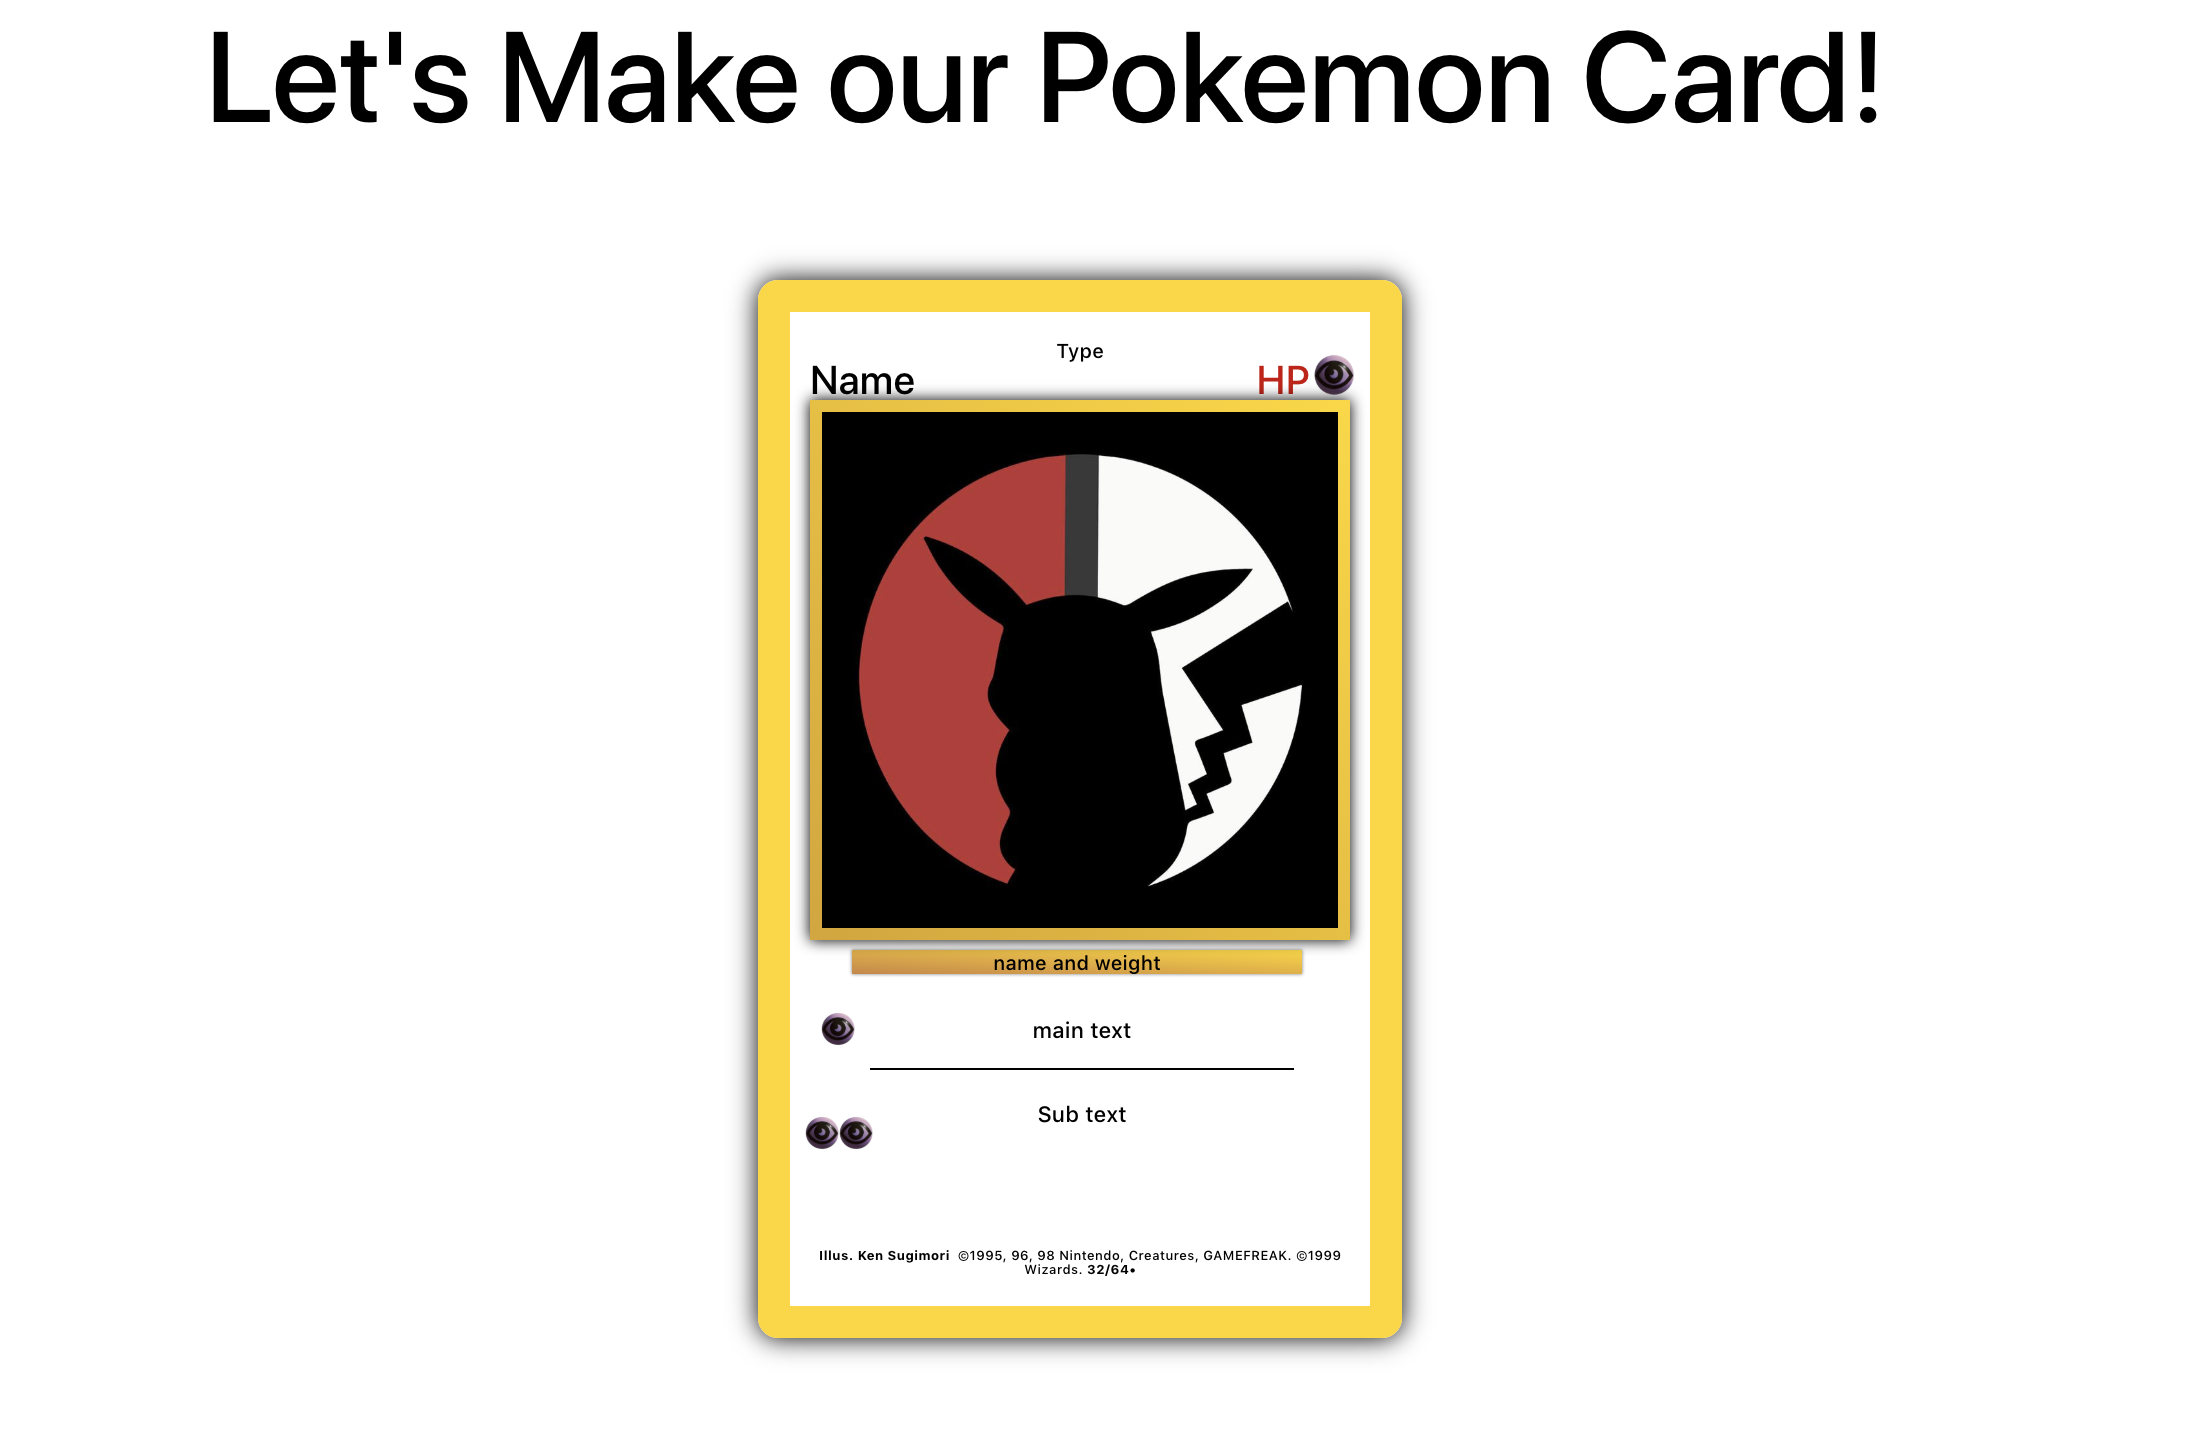 Let's Make our Pokemon Card!
Type
Name
HP
name and weight
main text
Sub text
Illus. Ken Sugimori ©1995, 96, 98 Nintendo, Creatures, GAMEFREAK. ©1999
Wizards. 32/64•